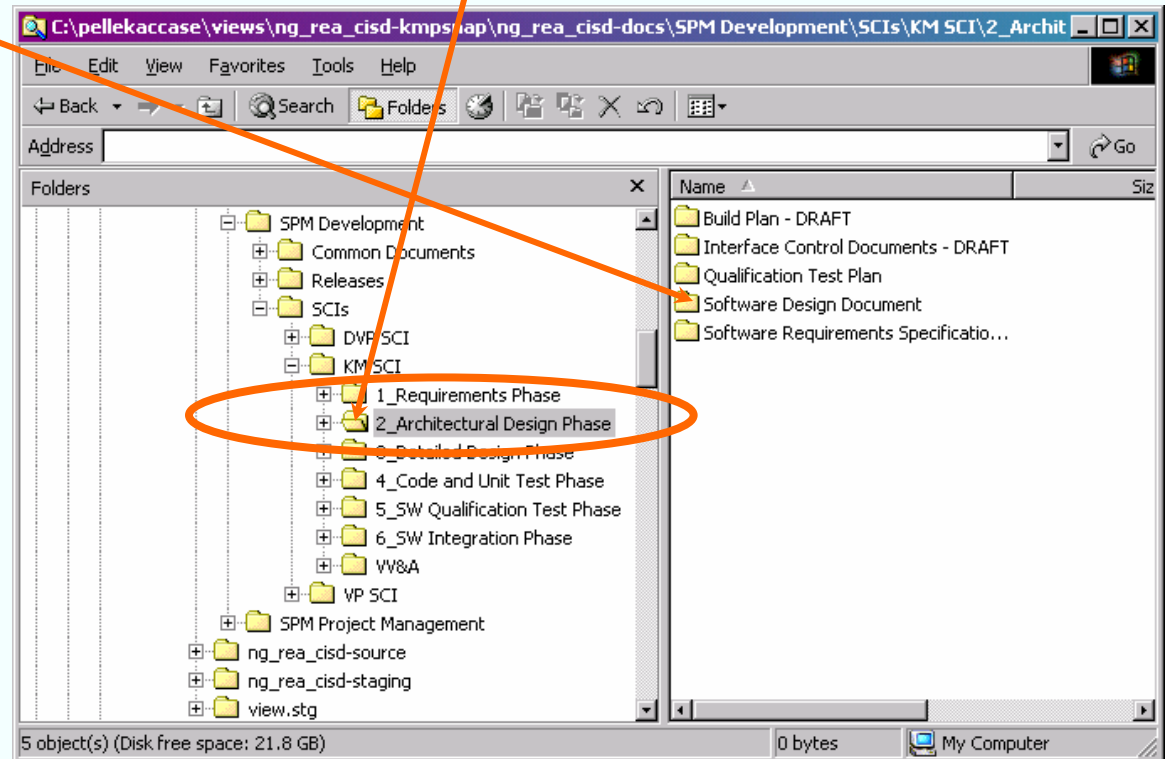 C:\pellekaccase\views\ng_rea_cisd-kmpsnap\ng_rea_cisd-docs\SPM Development\SCIs\KM SCI\2_Archit
File Edit View Favorites Tools Help
Back Search Folders
Address Go
Folders
Name Siz
SPM Development
Common Documents
Releases
SCIs
DVP SCI
KM SCI
1_Requirements Phase
2_Architectural Design Phase
3_Detailed Design Phase
4_Code and Unit Test Phase
5_SW Qualification Test Phase
6_SW Integration Phase
VV&A
VP SCI
SPM Project Management
ng_rea_cisd-source
ng_rea_cisd-staging
view.stg
Build Plan - DRAFT
Interface Control Documents - DRAFT
Qualification Test Plan
Software Design Document
Software Requirements Specificatio...
5 object(s) (Disk free space: 21.8 GB) 0 bytes My Computer